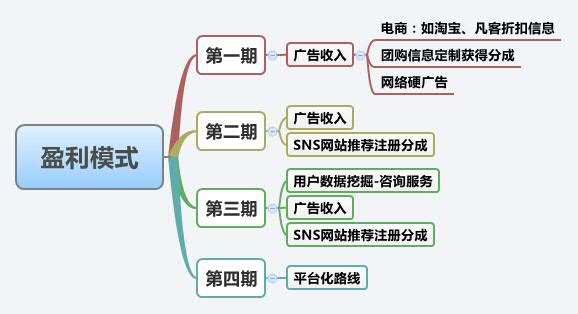 盈利模式
第一期
广告收入
电商：如淘宝、凡客折扣信息
团购信息定制获得分成
网络硬广告
第二期
广告收入
SNS网站推荐注册分成
第三期
用户数据挖掘-咨询服务
广告收入
SNS网站推荐注册分成
第四期
平台化路线